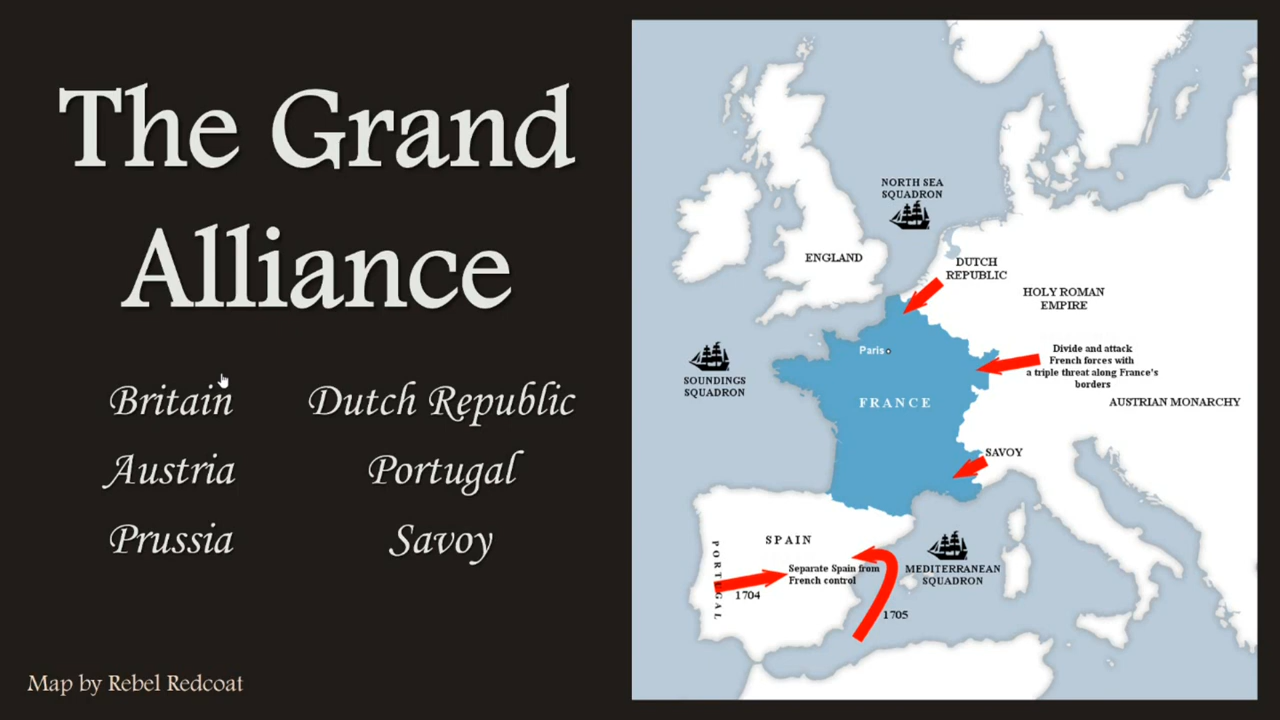 The Grand
Alliance
Britain
Dutch Republic
Austria
Portugal
Prussia
Savoy
Map by Rebel Redcoat
NORTH SEA
SQUADRON
ENGLAND
DUTCH
REPUBLIC
HOLY ROMAN
EMPIRE
Paris
Divide and attack
French forces with
a triple threat along France's
borders
SOUNDINGS
SQUADRON
FRANCE
AUSTRIAN MONARCHY
SAVOY
SPAIN
PORTUGAL
Separate Spain from
French control
1704
MEDITERRANEAN
SQUADRON
1705